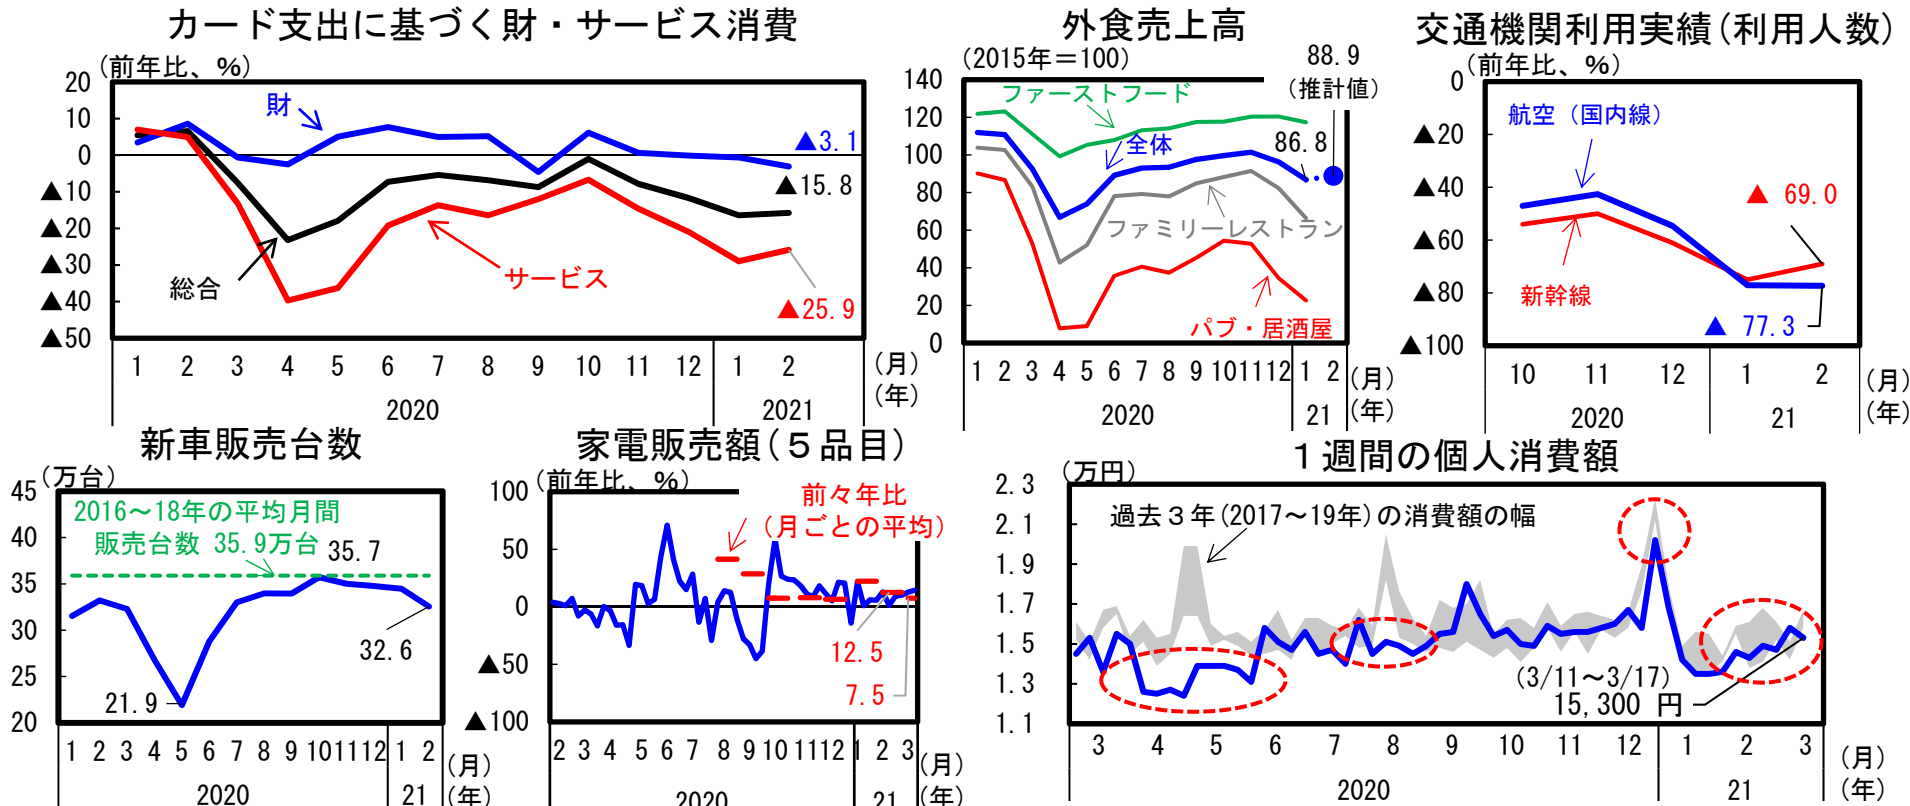 カード支出に基づく財・サービス消費
(前年比、%)
20
10
0
▲10
▲20
▲30
▲40
▲50
財
総合
サービス
▲3.1
▲15.8
▲25.9
1 2 3 4 5 6 7 8 9 10 11 12 1 2 (月)
2020 2021 (年)
外食売上高
(2015年=100)
140
120
100
80
60
40
20
0
88.9
(推計値)
86.8
ファーストフード
全体
ファミリーレストラン
パブ・居酒屋
1 2 3 4 5 6 7 8 9 10 11 12 1 2 (月)
2020 21 (年)
交通機関利用実績(利用人数)
(前年比、%)
0
▲20
▲40
▲60
▲80
▲100
航空(国内線)
▲ 69.0
新幹線
▲ 77.3
10 11 12 1 2 (月)
2020 21 (年)
新車販売台数
(万台)
45
40
35
30
25
20
2016~18年の平均月間
販売台数 35.9万台
35.7
32.6
21.9
1 2 3 4 5 6 7 8 9 10 11 12 1 2 (月)
2020 21 (年)
家電販売額(5品目)
(前年比、%)
100
50
0
▲50
▲100
前々年比
(月ごとの平均)
12.5
7.5
2 3 4 5 6 7 8 9 10 11 12 1 2 3 (月)
2020 21 (年)
1週間の個人消費額
(万円)
2.3
2.1
1.9
1.7
1.5
1.3
1.1
過去3年(2017~19年)の消費額の幅
(3/11~3/17)
15,300 円
3 4 5 6 7 8 9 10 11 12 1 2 3 (月)
2020 21 (年)